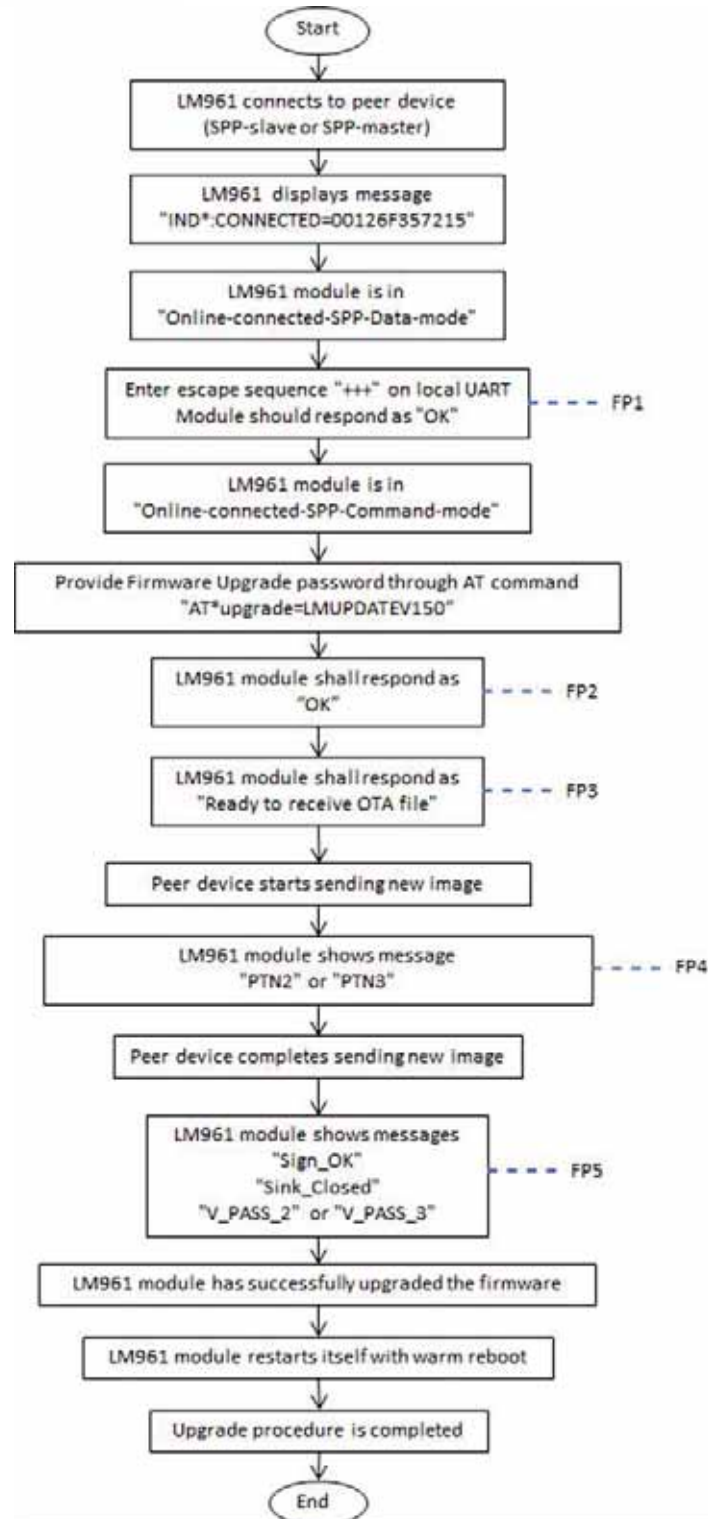 Start
LM961 connects to peer device
(SPP-slave or SPP-master)
LM961 displays message
"IND*:CONNECTED=00126F357215"
LM961 module is in
"Online-connected-SPP-Data-mode"
Enter escape sequence "+++" on local UART
Module should respond as "OK"
FP1
LM961 module is in
"Online-connected-SPP-Command-mode"
Provide Firmware Upgrade password through AT command
"AT*upgrade=LMUPDATEV150"
LM961 module shall respond as
"OK"
FP2
LM961 module shall respond as
"Ready to receive OTA file"
FP3
Peer device starts sending new image
LM961 module shows message
"PTN2" or "PTN3"
FP4
Peer device completes sending new image
LM961 module shows messages
"Sign_OK"
"Sink_Closed"
"V_PASS_2" or "V_PASS_3"
FP5
LM961 module has successfully upgraded the firmware
LM961 module restarts itself with warm reboot
Upgrade procedure is completed
End